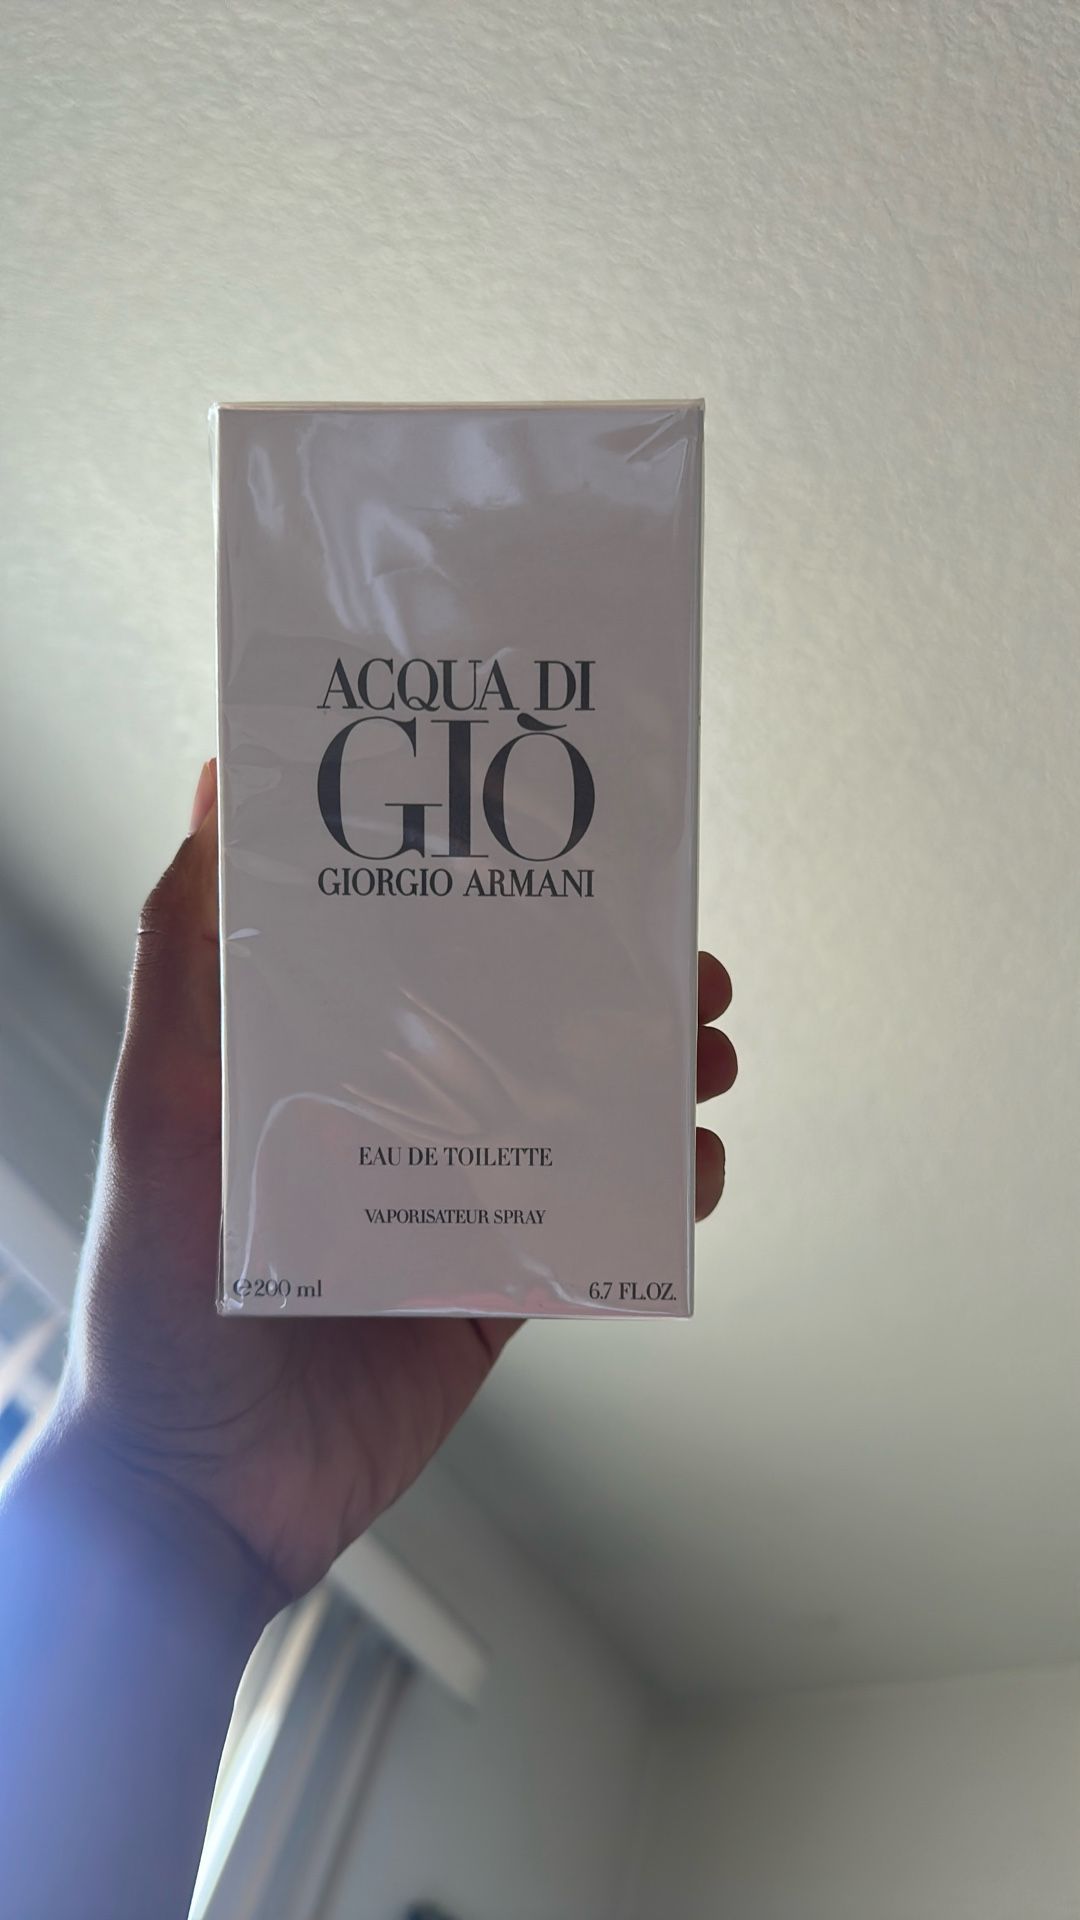 ACQUA DI
GIÒ
GIORGIO ARMANI
EAU DE TOILETTE
VAPORISATEUR SPRAY
℮200 ml 6.7 FL.OZ.